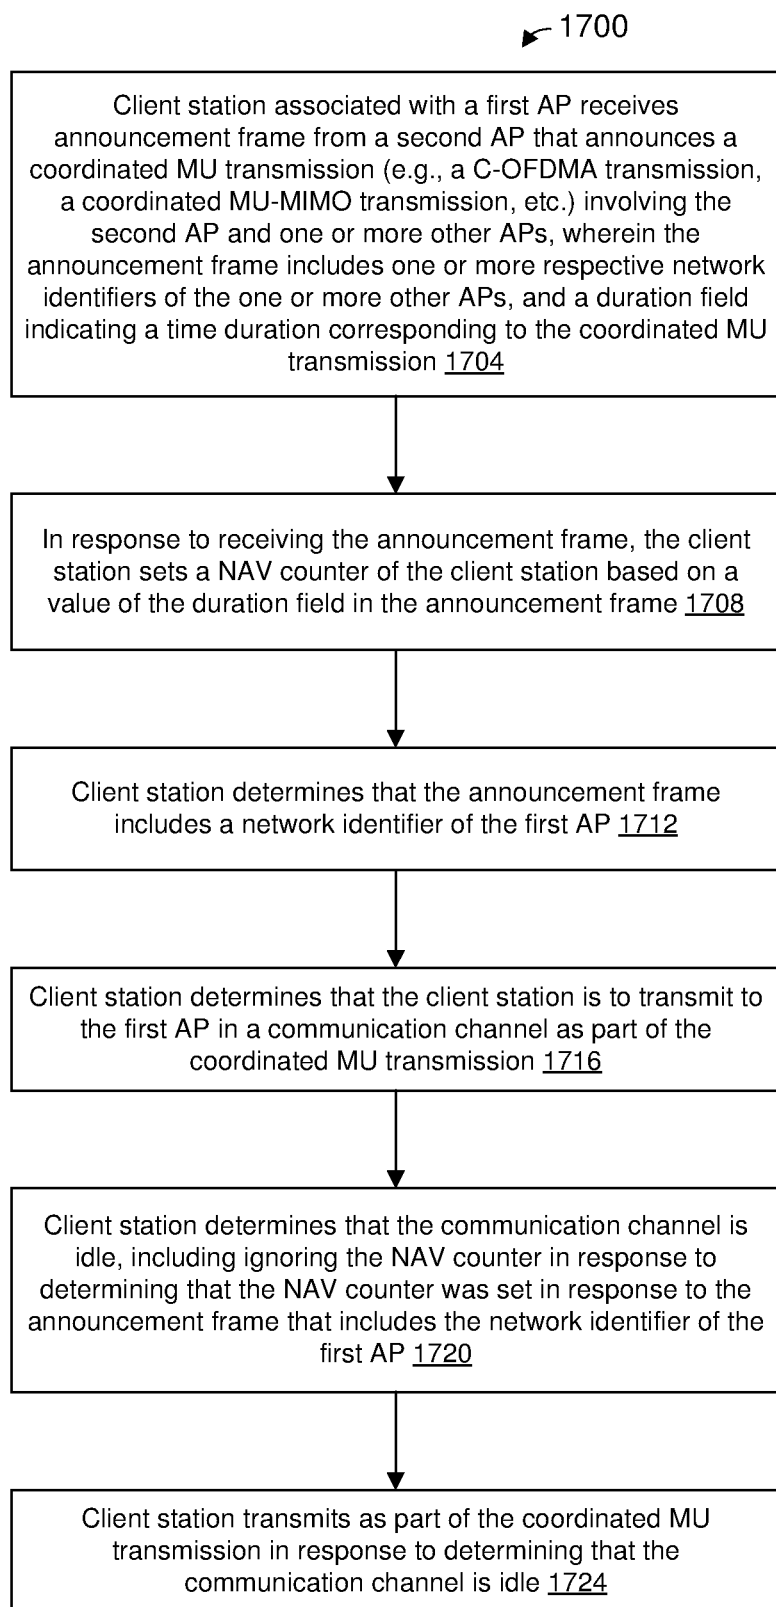 1700
Client station associated with a first AP receives
announcement frame from a second AP that announces a
coordinated MU transmission (e.g., a C-OFDMA transmission,
a coordinated MU-MIMO transmission, etc.) involving the
second AP and one or more other APs, wherein the
announcement frame includes one or more respective network
identifiers of the one or more other APs, and a duration field
indicating a time duration corresponding to the coordinated MU
transmission 1704
In response to receiving the announcement frame, the client
station sets a NAV counter of the client station based on a
value of the duration field in the announcement frame 1708
Client station determines that the announcement frame
includes a network identifier of the first AP 1712
Client station determines that the client station is to transmit to
the first AP in a communication channel as part of the
coordinated MU transmission 1716
Client station determines that the communication channel is
idle, including ignoring the NAV counter in response to
determining that the NAV counter was set in response to the
announcement frame that includes the network identifier of the
first AP 1720
Client station transmits as part of the coordinated MU
transmission in response to determining that the
communication channel is idle 1724